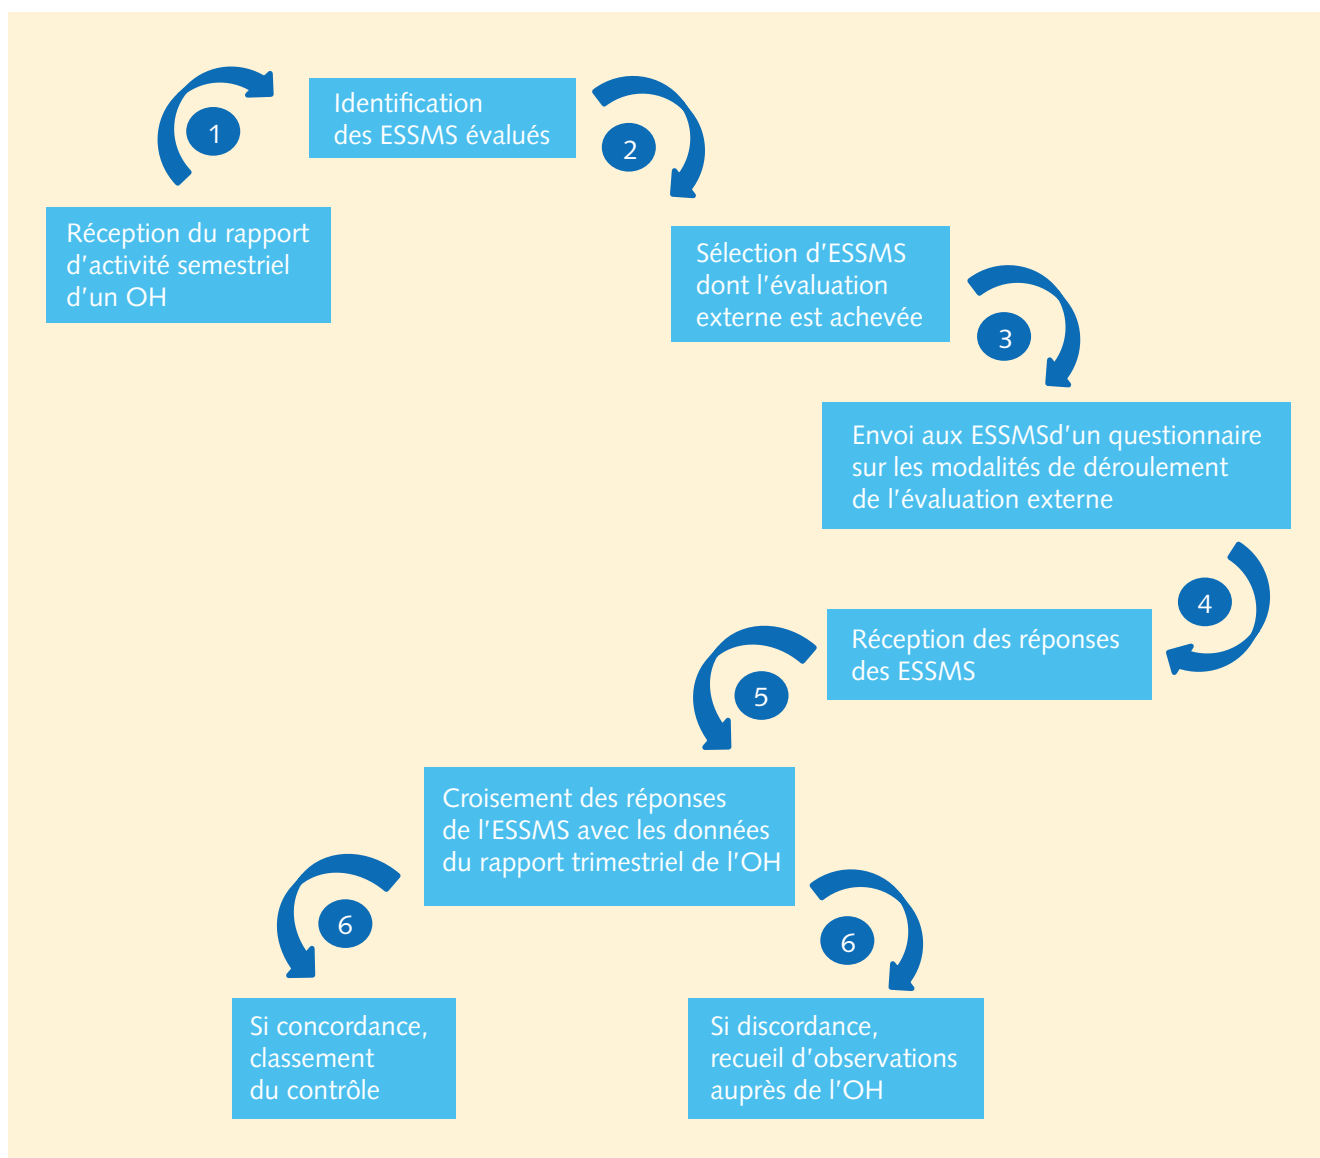 Réception du rapport
d'activité semestriel
d'un OH
1
Identification
des ESSMS évalués
2
Sélection d'ESSMS
dont l'évaluation
externe est achevée
3
Envoi aux ESSMSd'un questionnaire
sur les modalités de déroulement
de l'évaluation externe
4
Réception des réponses
des ESSMS
5
Croisement des réponses
de l'ESSMS avec les données
du rapport trimestriel de l'OH
6
Si concordance,
classement
du contrôle
6
Si discordance,
recueil d'observations
auprès de l'OH